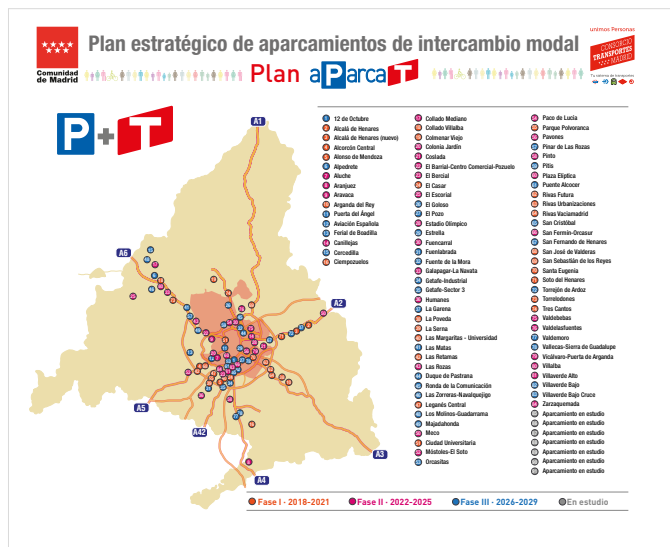 Comunidad
de Madrid
Plan estratégico de aparcamientos de intercambio modal
Plan aParcaT
unimos Personas
CONSORCIO
TRANSPORTES
MADRID
Tu sistema de transportes
P+T
A1
A2
A3
A4
A42
A5
A6
12 de Octubre
Alcalá de Henares
Alcalá de Henares (nuevo)
Alcorcón Central
Alonso de Mendoza
Alpedrete
Aluche
Aranjuez
Aravaca
Arganda del Rey
Puerta del Ángel
Aviación Española
Ferial de Boadilla
Canillejas
Cercedilla
Ciempozuelos
Collado Mediano
Collado Villalba
Colmenar Viejo
Colonia Jardín
Coslada
El Barrial-Centro Comercial-Pozuelo
El Bercial
El Casar
El Escorial
El Goloso
El Pozo
Estadio Olímpico
Estrella
Fuencarral
Fuenlabrada
Fuente de la Mora
Galapagar-La Navata
Getafe-Industrial
Getafe-Sector 3
Humanes
La Garena
La Poveda
La Serna
Las Margaritas - Universidad
Las Matas
Las Retamas
Las Rozas
Duque de Pastrana
Ronda de la Comunicación
Las Zorreras-Navalquejigo
Leganés Central
Los Molinos-Guadarrama
Majadahonda
Meco
Ciudad Universitaria
Móstoles-El Soto
Orcasitas
Paco de Lucía
Parque Polvoranca
Pavones
Pinar de Las Rozas
Pinto
Pitis
Plaza Elíptica
Puente Alcocer
Rivas Futura
Rivas Urbanizaciones
Rivas Vaciamadrid
San Cristóbal
San Fermín-Orcasur
San Fernando de Henares
San José de Valderas
San Sebastián de los Reyes
Santa Eugenia
Soto del Henares
Torrejón de Ardoz
Torrelodones
Tres Cantos
Valdebebas
Valdelasfuentes
Valdemoro
Vallecas-Sierra de Guadalupe
Vicálvaro-Puerta de Arganda
Villalba
Villaverde Alto
Villaverde Bajo
Villaverde Bajo Cruce
Zarzaquemada
Aparcamiento en estudio
Aparcamiento en estudio
Aparcamiento en estudio
Aparcamiento en estudio
Aparcamiento en estudio
Aparcamiento en estudio
Aparcamiento en estudio
Fase I - 2018-2021
Fase II - 2022-2025
Fase III - 2026-2029
En estudio